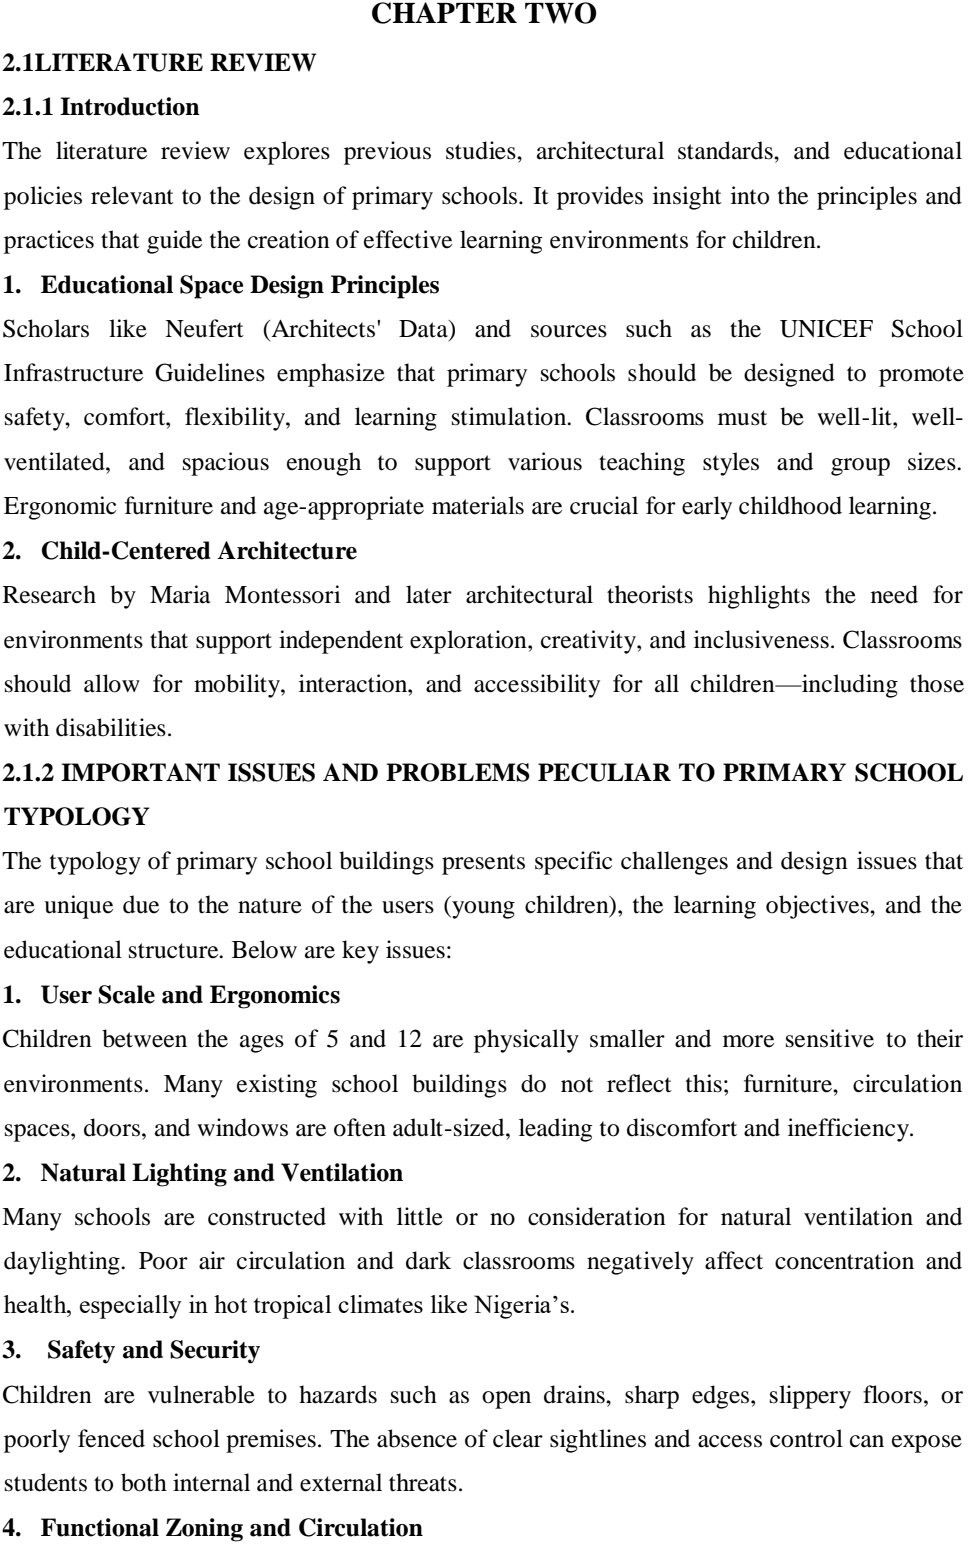 CHAPTER TWO
2.1LITERATURE REVIEW
2.1.1 Introduction
The literature review explores previous studies, architectural standards, and educational
policies relevant to the design of primary schools. It provides insight into the principles and
practices that guide the creation of effective learning environments for children.
1. Educational Space Design Principles
Scholars like Neufert (Architects' Data) and sources such as the UNICEF School
Infrastructure Guidelines emphasize that primary schools should be designed to promote
safety, comfort, flexibility, and learning stimulation. Classrooms must be well-lit, well-
ventilated, and spacious enough to support various teaching styles and group sizes.
Ergonomic furniture and age-appropriate materials are crucial for early childhood learning.
2. Child-Centered Architecture
Research by Maria Montessori and later architectural theorists highlights the need for
environments that support independent exploration, creativity, and inclusiveness. Classrooms
should allow for mobility, interaction, and accessibility for all children—including those
with disabilities.
2.1.2 IMPORTANT ISSUES AND PROBLEMS PECULIAR TO PRIMARY SCHOOL
TYPOLOGY
The typology of primary school buildings presents specific challenges and design issues that
are unique due to the nature of the users (young children), the learning objectives, and the
educational structure. Below are key issues:
1. User Scale and Ergonomics
Children between the ages of 5 and 12 are physically smaller and more sensitive to their
environments. Many existing school buildings do not reflect this; furniture, circulation
spaces, doors, and windows are often adult-sized, leading to discomfort and inefficiency.
2. Natural Lighting and Ventilation
Many schools are constructed with little or no consideration for natural ventilation and
daylighting. Poor air circulation and dark classrooms negatively affect concentration and
health, especially in hot tropical climates like Nigeria’s.
3. Safety and Security
Children are vulnerable to hazards such as open drains, sharp edges, slippery floors, or
poorly fenced school premises. The absence of clear sightlines and access control can expose
students to both internal and external threats.
4. Functional Zoning and Circulation